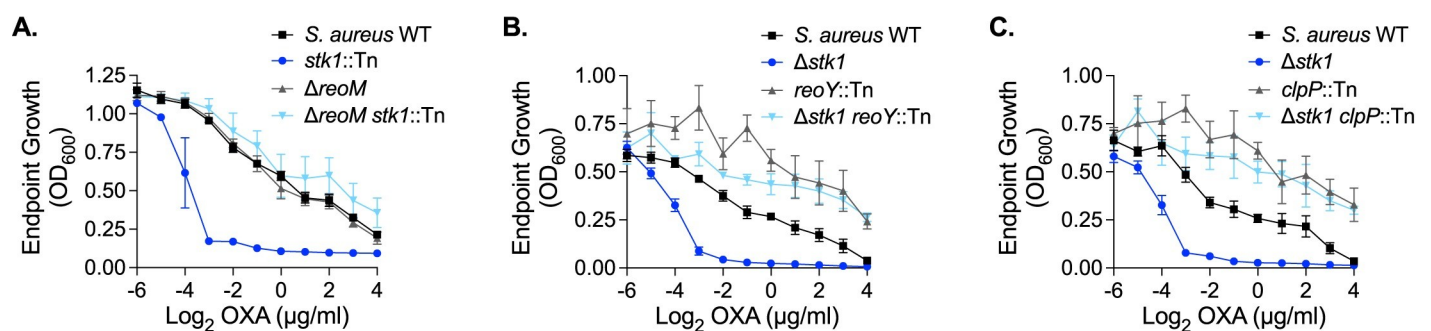 A.
S. aureus WT
stk1::Tn
ΔreoM
ΔreoM stk1::Tn
1.25
1.00
0.75
0.50
0.25
0.00
Endpoint Growth
(OD600)
-6 -4 -2 0 2 4
Log2 OXA (µg/ml)
B.
S. aureus WT
Δstk1
reoY::Tn
Δstk1 reoY::Tn
1.00
0.75
0.50
0.25
0.00
Endpoint Growth
(OD600)
-6 -4 -2 0 2 4
Log2 OXA (µg/ml)
C.
S. aureus WT
Δstk1
clpP::Tn
Δstk1 clpP::Tn
1.00
0.75
0.50
0.25
0.00
Endpoint Growth
(OD600)
-6 -4 -2 0 2 4
Log2 OXA (µg/ml)